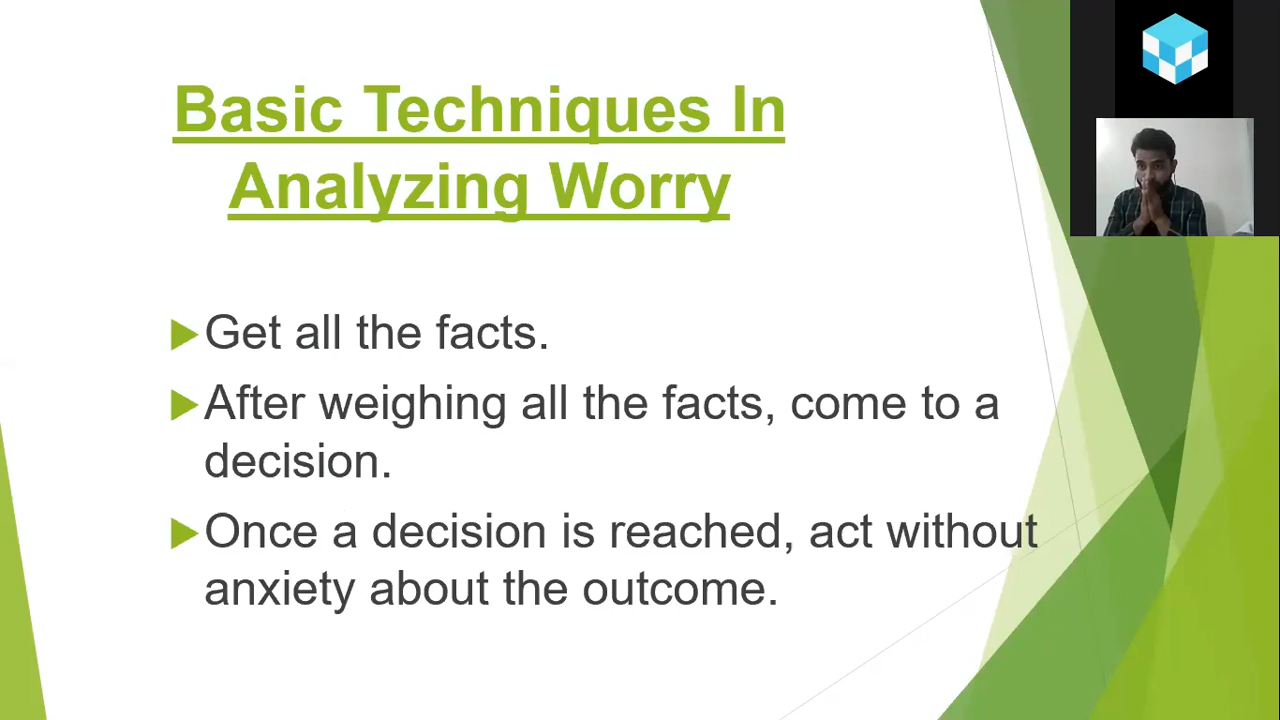 Basic Techniques In
Analyzing Worry
Get all the facts.
After weighing all the facts, come to a
decision.
Once a decision is reached, act without
anxiety about the outcome.